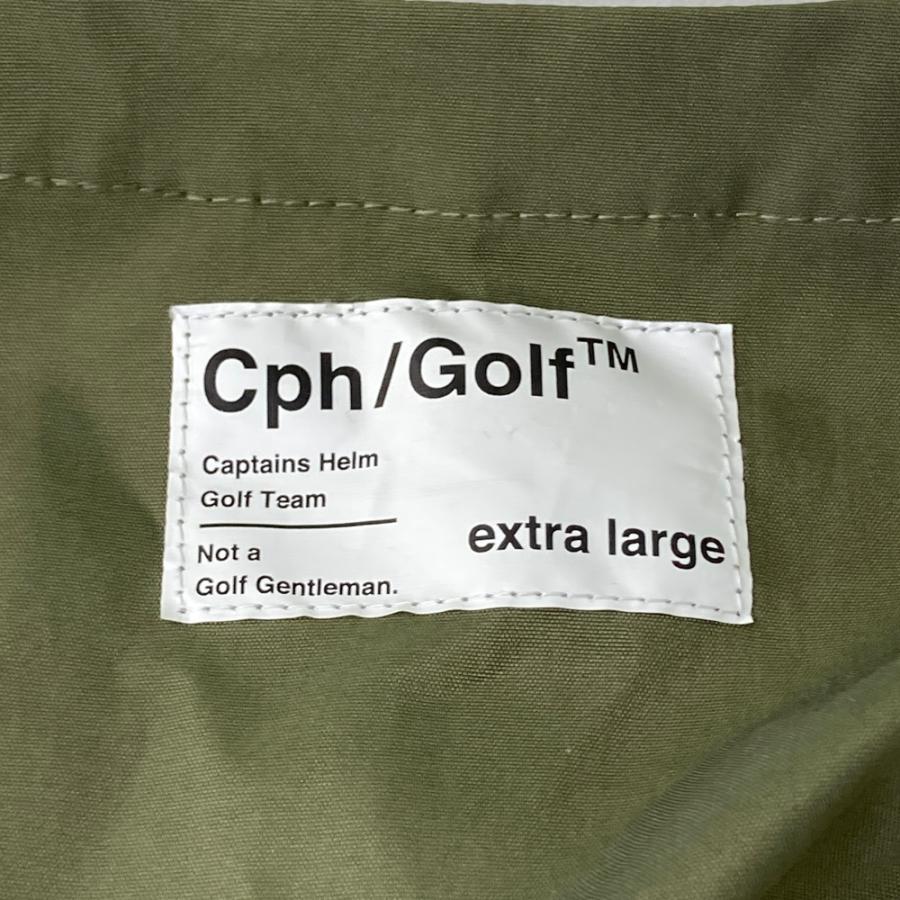 Cph/Golf™
Captains Helm
Golf Team
Not a
Golf Gentleman.
extra large